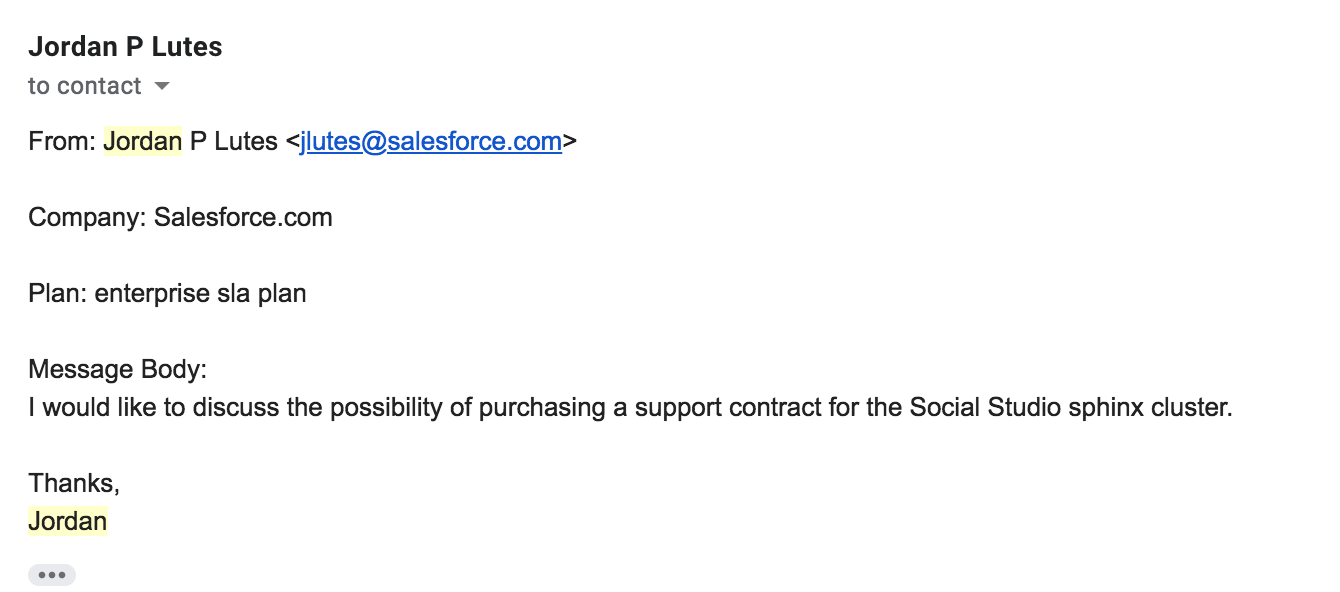 Jordan P Lutes
to contact
From: Jordan P Lutes <jlutes@salesforce.com>
Company: Salesforce.com
Plan: enterprise sla plan
Message Body:
I would like to discuss the possibility of purchasing a support contract for the Social Studio sphinx cluster.
Thanks,
Jordan